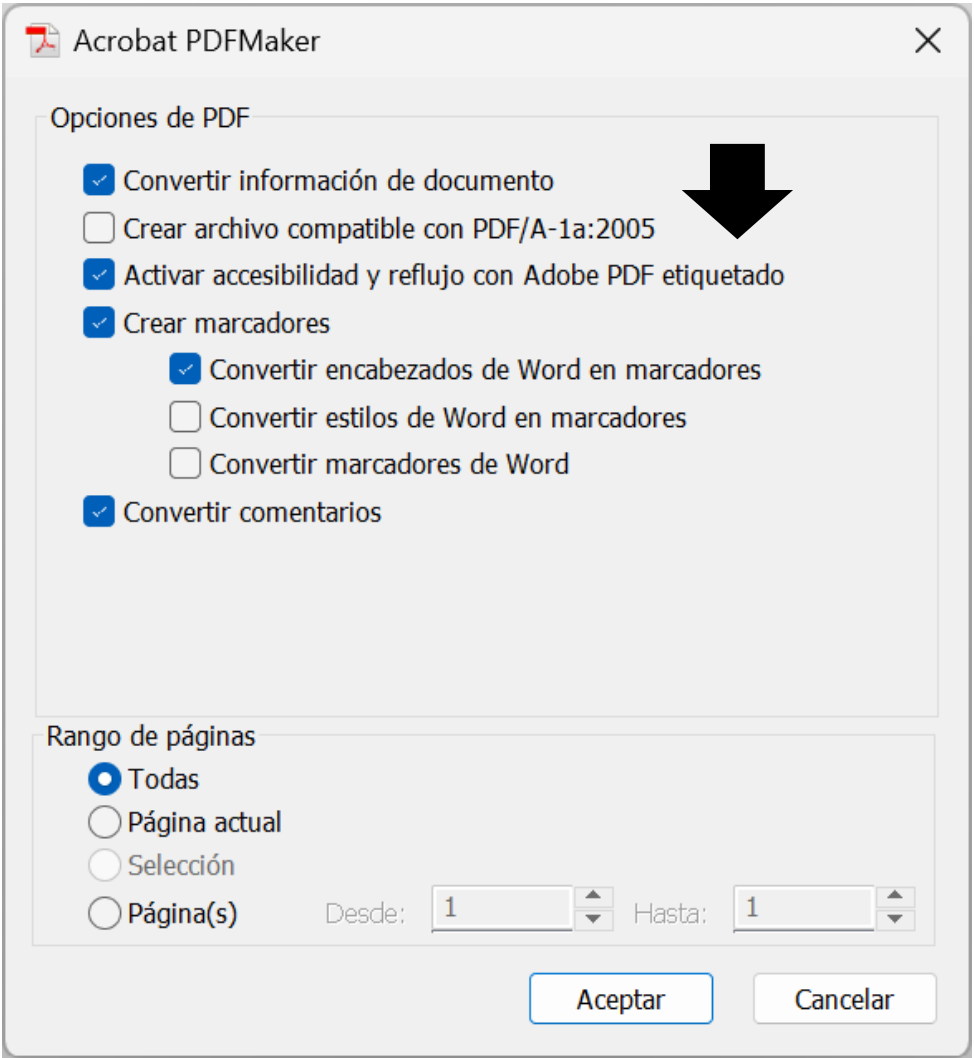 Acrobat PDFMaker
Opciones de PDF
Convertir información de documento
Crear archivo compatible con PDF/A-1a:2005
Activar accesibilidad y reflujo con Adobe PDF etiquetado
Crear marcadores
Convertir encabezados de Word en marcadores
Convertir estilos de Word en marcadores
Convertir marcadores de Word
Convertir comentarios
Rango de páginas
Todas
Página actual
Selección
Página(s) Desde: 1 Hasta: 1
Aceptar Cancelar